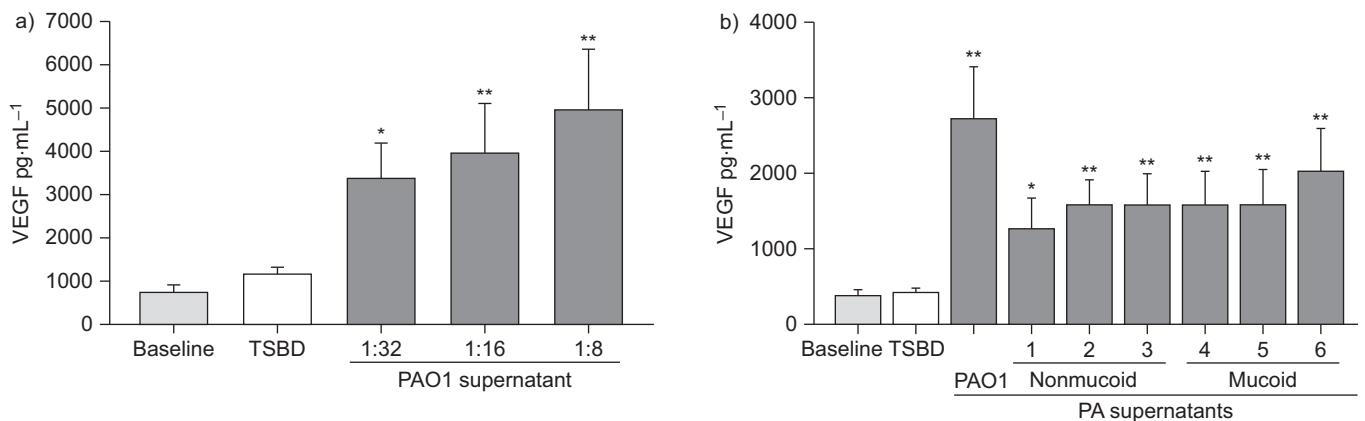 a)
7000
6000
5000
4000
3000
2000
1000
0
VEGF pg·mL⁻¹
*
**
**
Baseline TSBD 1:32 1:16 1:8
PAO1 supernatant
b)
4000
3000
2000
1000
0
VEGF pg·mL⁻¹
**
*
**
**
**
**
**
Baseline TSBD 1 2 3 4 5 6
PAO1 Nonmucoid Mucoid
PA supernatants